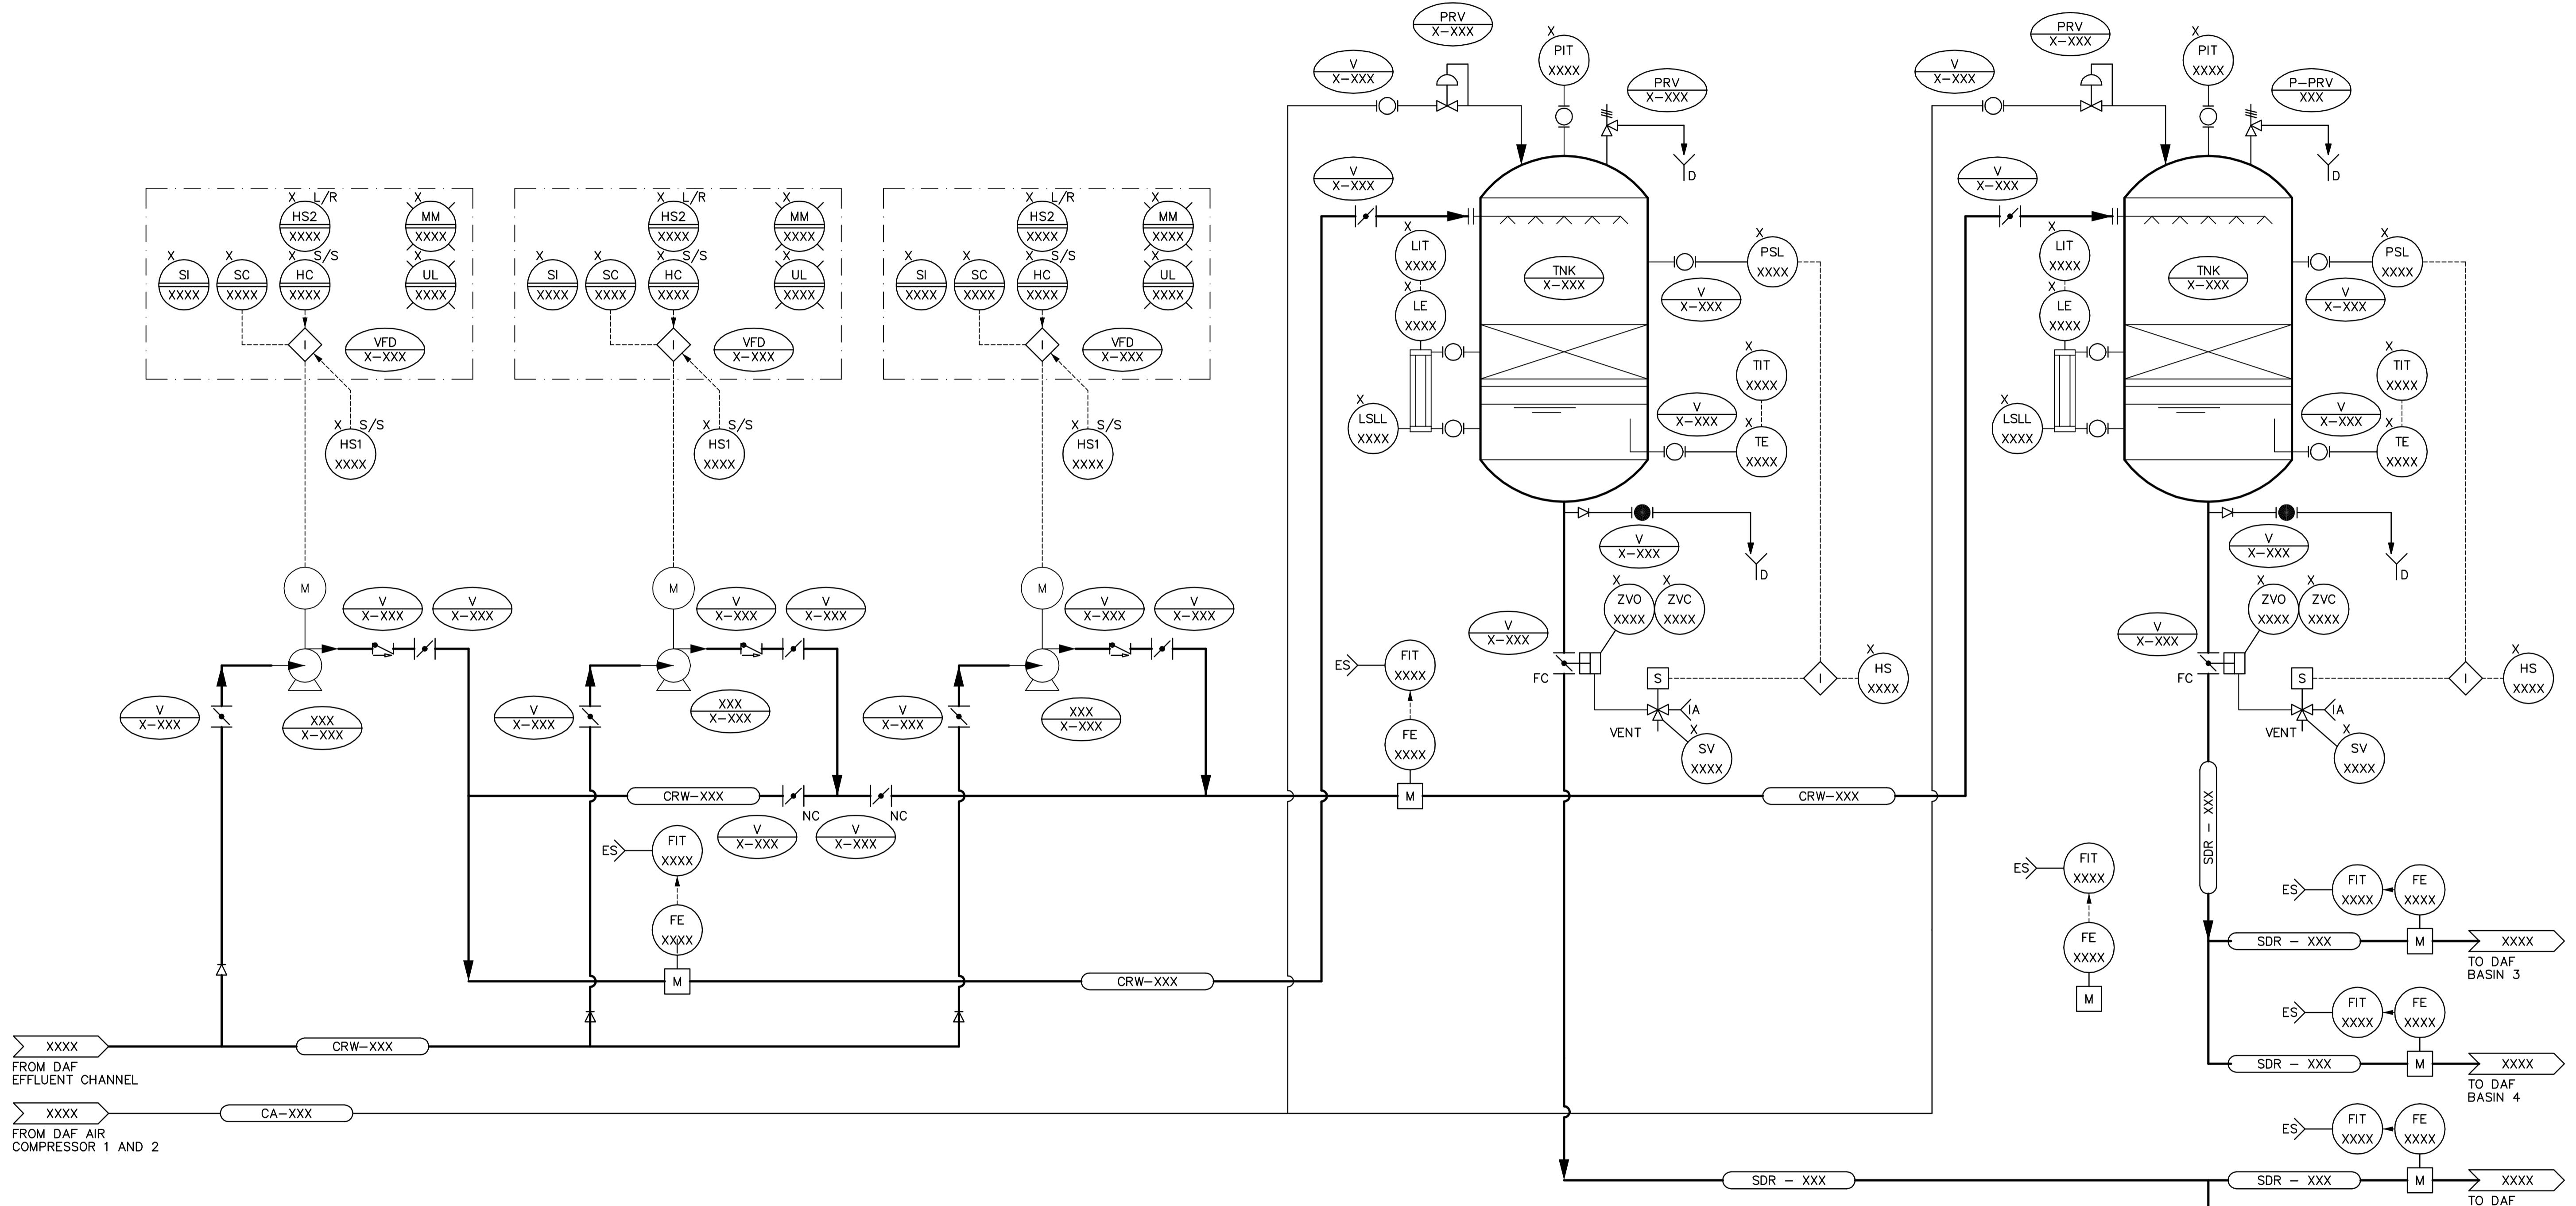 PRV
X-XXX
X
PIT
XXXX
V
X-XXX
PRV
X-XXX
D
PRV
X-XXX
X
PIT
XXXX
V
X-XXX
P-PRV
XXX
D
X L/R
HS2
XXXX
X
MM
XXXX
X
SI
XXXX
X
SC
XXXX
X S/S
HC
XXXX
X
UL
XXXX
I
VFD
X-XXX
X S/S
HS1
XXXX
X L/R
HS2
XXXX
X
MM
XXXX
X
SI
XXXX
X
SC
XXXX
X S/S
HC
XXXX
X
UL
XXXX
I
VFD
X-XXX
X S/S
HS1
XXXX
X L/R
HS2
XXXX
X
MM
XXXX
X
SI
XXXX
X
SC
XXXX
X S/S
HC
XXXX
X
UL
XXXX
I
VFD
X-XXX
X S/S
HS1
XXXX
V
X-XXX
X
LIT
XXXX
X
LE
XXXX
X
LSLL
XXXX
TNK
X-XXX
X
PSL
XXXX
V
X-XXX
X
TIT
XXXX
V
X-XXX
X
TE
XXXX
V
X-XXX
D
V
X-XXX
X
LIT
XXXX
X
LE
XXXX
X
LSLL
XXXX
TNK
X-XXX
X
PSL
XXXX
V
X-XXX
X
TIT
XXXX
V
X-XXX
X
TE
XXXX
V
X-XXX
D
M
V
X-XXX
V
X-XXX
V
X-XXX
XXX
X-XXX
M
V
X-XXX
V
X-XXX
V
X-XXX
XXX
X-XXX
M
V
X-XXX
V
X-XXX
V
X-XXX
XXX
X-XXX
V
X-XXX
X
ZVO
XXXX
X
ZVC
XXXX
FC
S
I
X
HS
XXXX
IA
VENT
X
SV
XXXX
V
X-XXX
X
ZVO
XXXX
X
ZVC
XXXX
FC
S
I
X
HS
XXXX
IA
VENT
X
SV
XXXX
ES
FIT
XXXX
FE
XXXX
M
CRW-XXX
NC
NC
V
X-XXX
V
X-XXX
CRW-XXX
ES
FIT
XXXX
FE
XXXX
M
CRW-XXX
SDR - XXX
ES
FIT
XXXX
FE
XXXX
M
ES
FIT
XXXX
FE
XXXX
SDR - XXX
M
XXXX
TO DAF
BASIN 3
ES
FIT
XXXX
FE
XXXX
SDR - XXX
M
XXXX
TO DAF
BASIN 4
XXXX
CRW-XXX
FROM DAF
EFFLUENT CHANNEL
XXXX
CA-XXX
FROM DAF AIR
COMPRESSOR 1 AND 2
ES
FIT
XXXX
FE
XXXX
SDR - XXX
SDR - XXX
M
XXXX
TO DAF